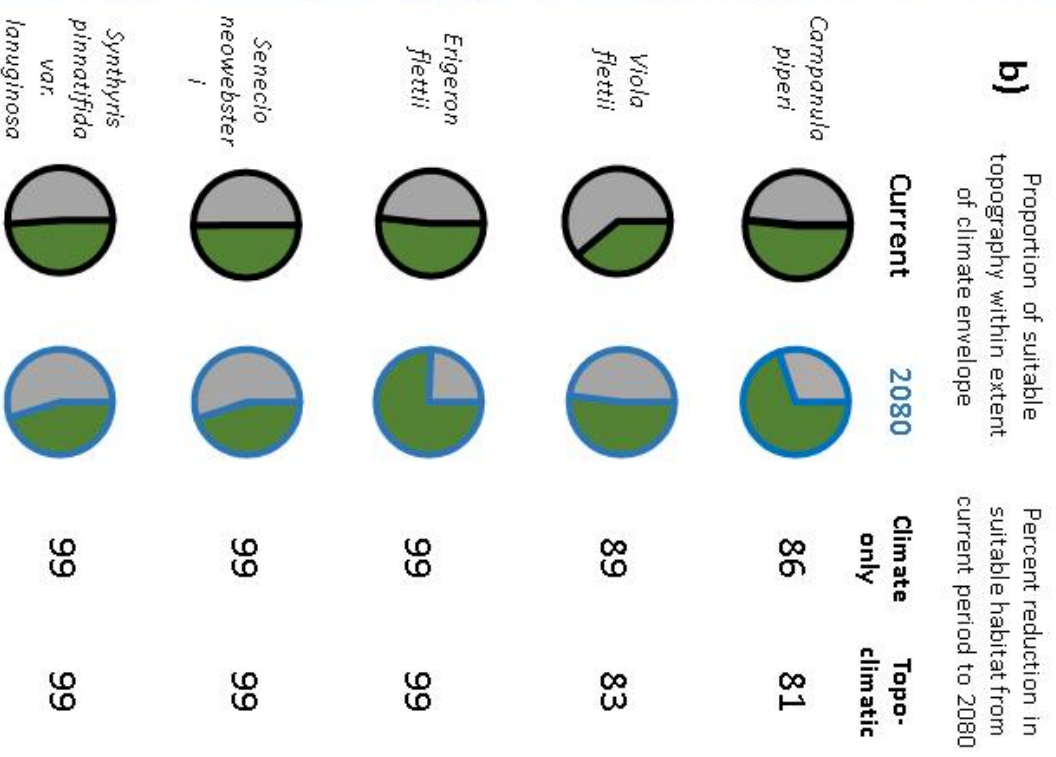 b)
Proportion of suitable
topography within extent
of climate envelope
Percent reduction in
suitable habitat from
current period to 2080
Current
2080
Climate
only
Topo-
climatic
Campanula
piperi
86
81
Viola
flettii
89
83
Erigeron
flettii
99
99
Senecio
neowebster
i
99
99
Synthyris
pinnatifida
var.
lanuginosa
99
99